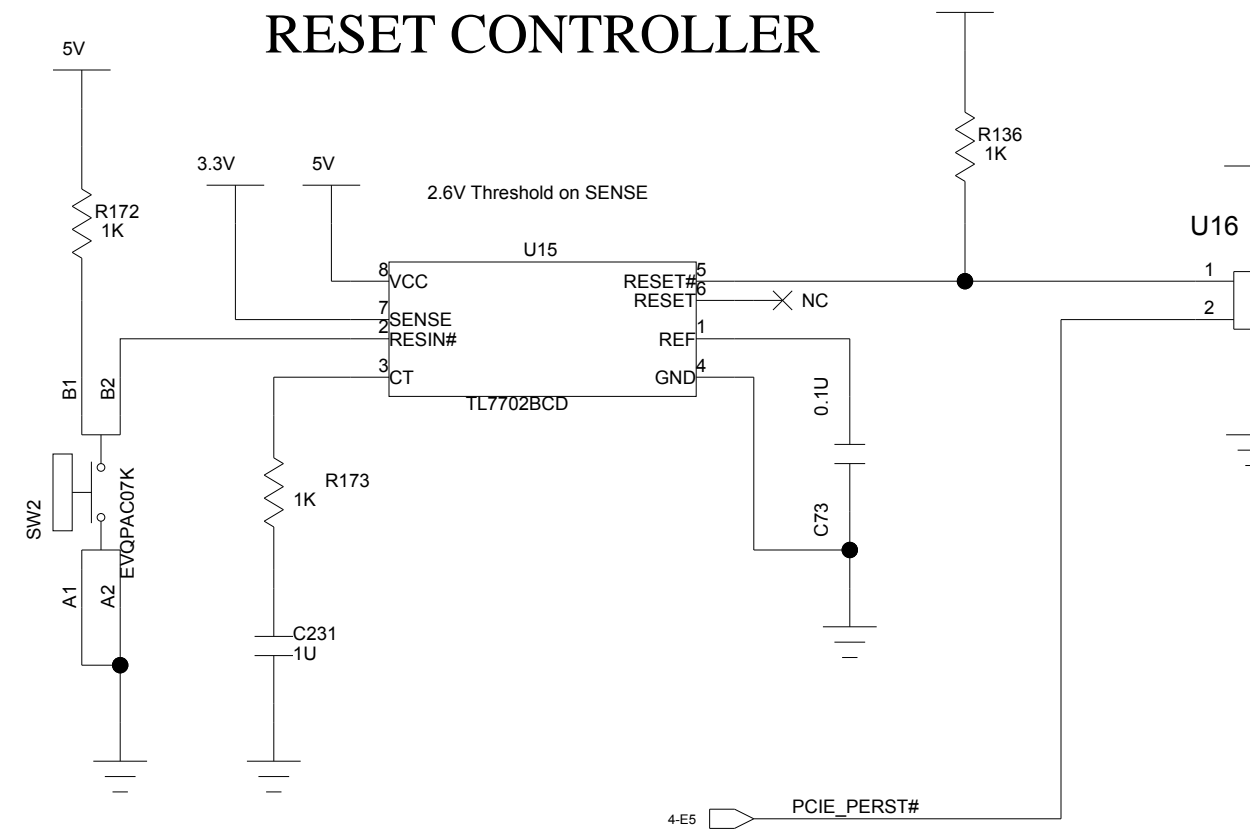 RESET CONTROLLER
5V
R136
1K
3.3V
5V
2.6V Threshold on SENSE
R172
1K
U16
U15
8
VCC
RESET#
5
1
RESET
6
NC
7
SENSE
2
2
RESIN#
REF
1
3
CT
GND
4
TL7702BCD
B1
B2
0.1U
R173
1K
SW2
EVQPAC07K
C73
A1
A2
C231
1U
4-E5
PCIE_PERST#